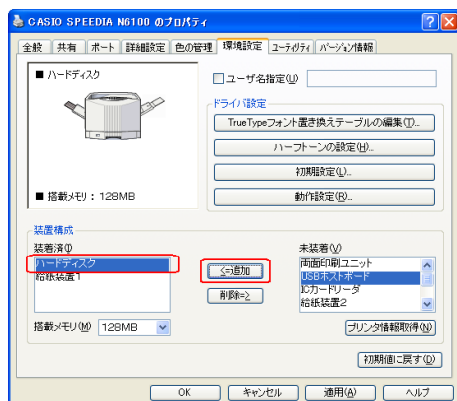 CASIO SPEEDIA N6100 のプロパティ
全般 共有 ポート 詳細設定 色の管理 環境設定 ユーティリティ バージョン情報
■ ハードディスク
ユーザ名指定(U)
ドライバ設定
TrueTypeフォント置き換えテーブルの編集(T)...
ハーフトーンの設定(H)...
初期設定(L)...
動作設定(R)...
■ 搭載メモリ : 128MB
装置構成
装着済(I)
未装着(V)
ハードディスク
給紙装置1
<=追加
削除=>
両面印刷ユニット
USBホストボード
ICカードリーダ
給紙装置2
搭載メモリ(M) 128MB
プリンタ情報取得(N)
初期値に戻す(D)
OK キャンセル 適用(A) ヘルプ